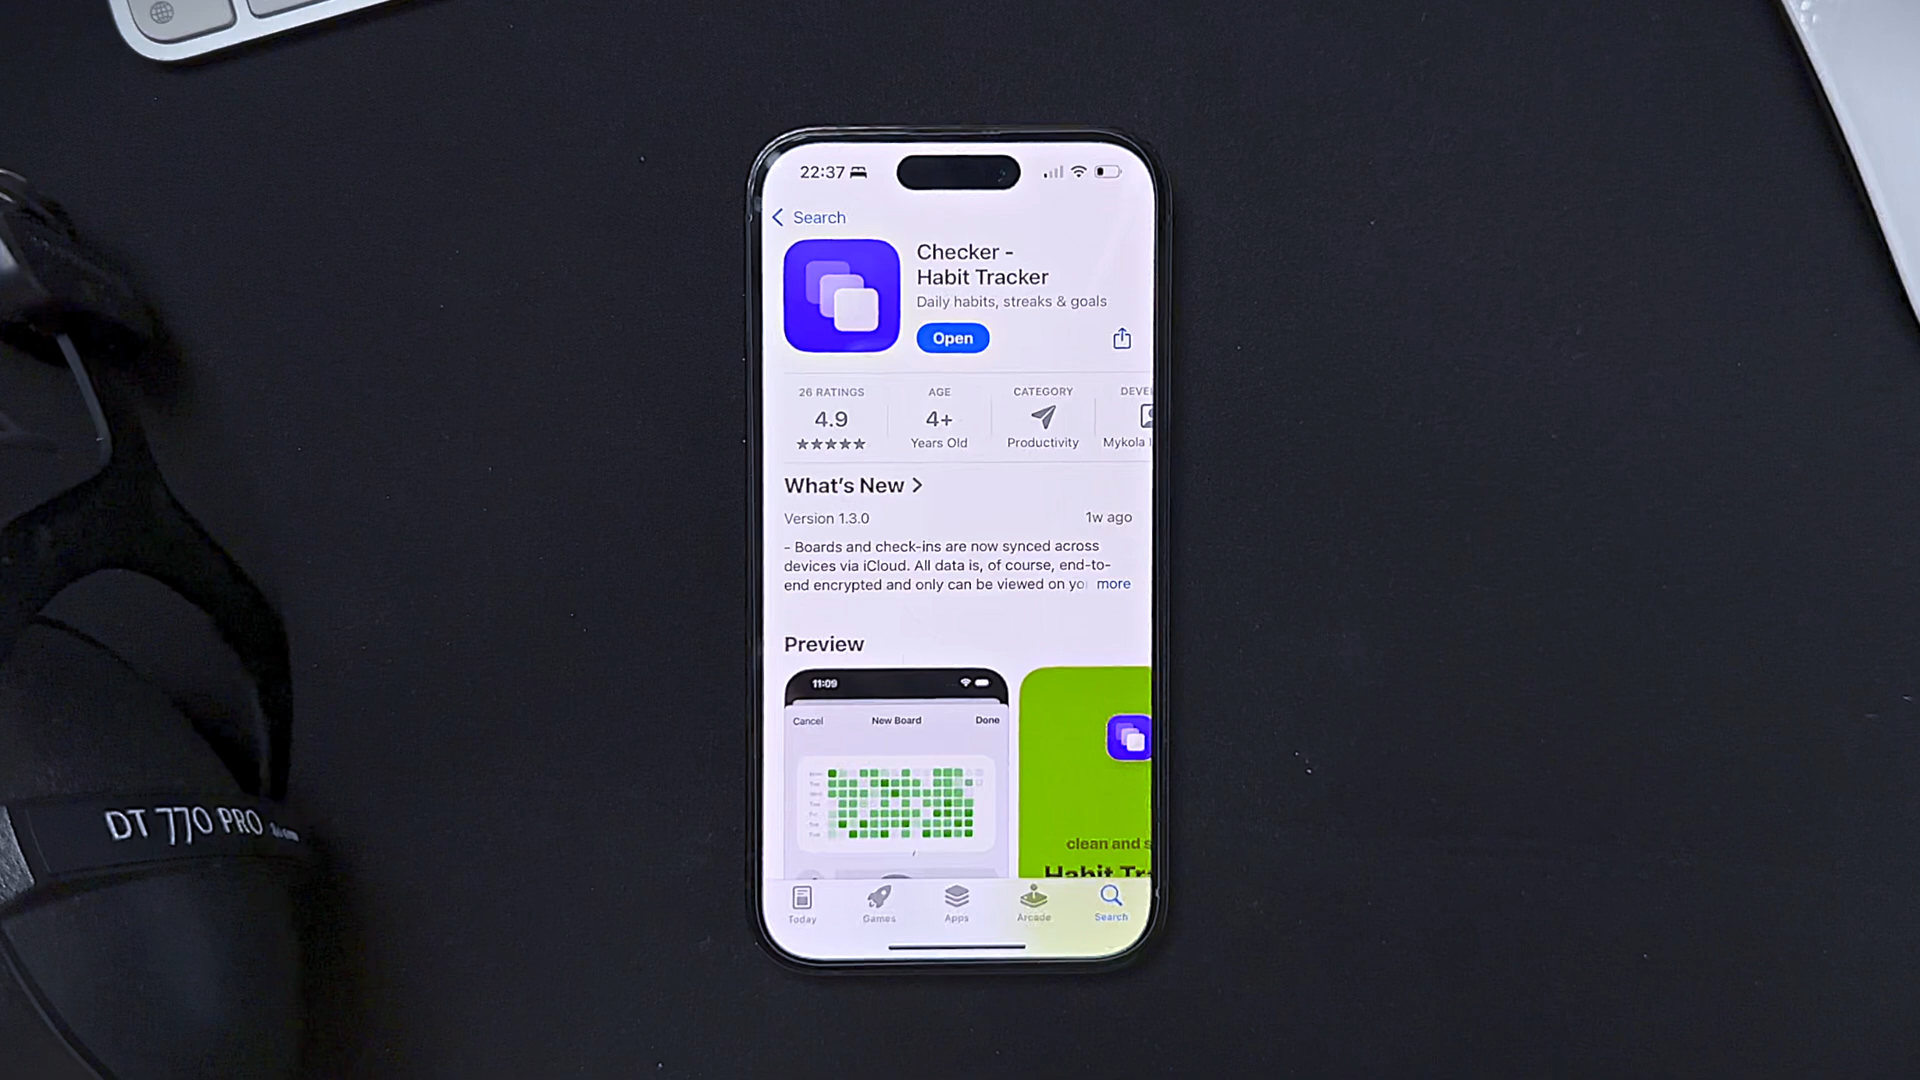 22:37
Search
Checker -
Habit Tracker
Daily habits, streaks & goals
Open
26 RATINGS
4.9
★★★★★
AGE
4+
Years Old
CATEGORY
Productivity
DEVEL
Mykola
What's New >
Version 1.3.0
1w ago
- Boards and check-ins are now synced across
devices via iCloud. All data is, of course, end-to-
end encrypted and only can be viewed on yo more
Preview
11:09
Cancel
New Board
Done
clean and s
Habit Tr
Today
Games
Apps
Arcade
Search
DT 770 PRO